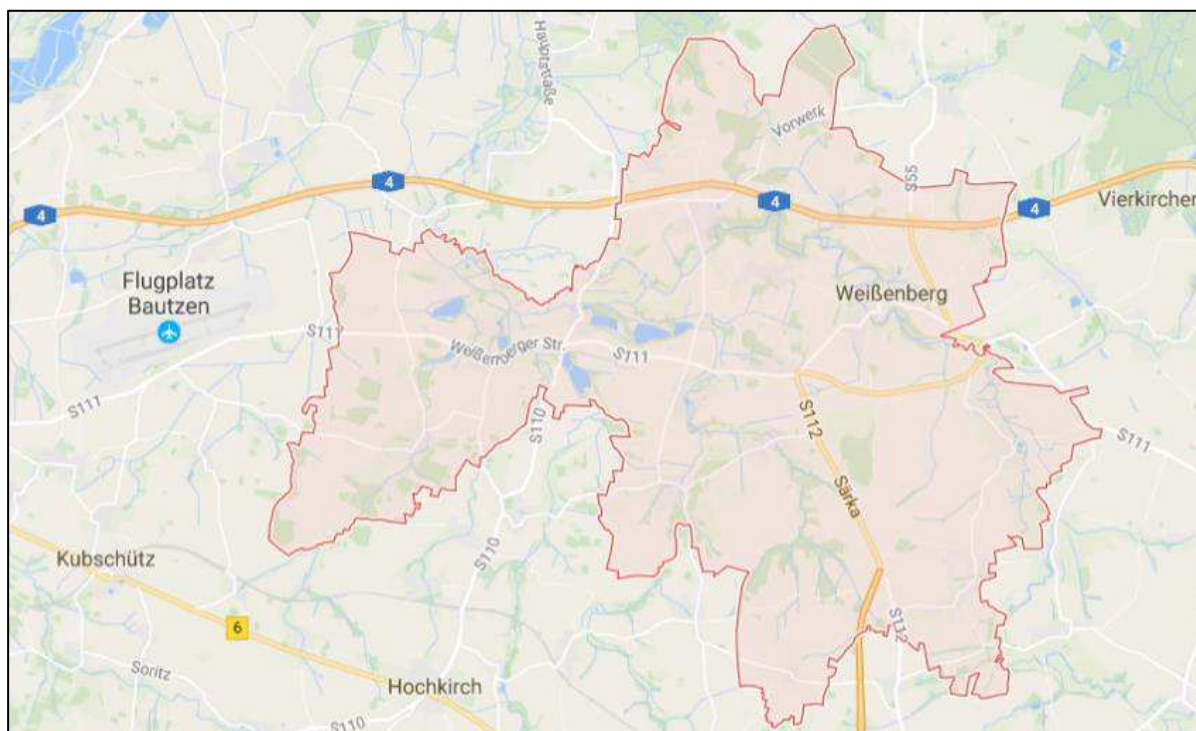 Hauptstraße
Vorwerk
S55
4
4
4
4
Vierkirchen
Flugplatz
Bautzen
Weißenberg
S111
Weißenberger Str.
S111
S111
S110
S112
S111
Särka
S110
Kubschütz
6
S112
Soritz
Hochkirch
S110